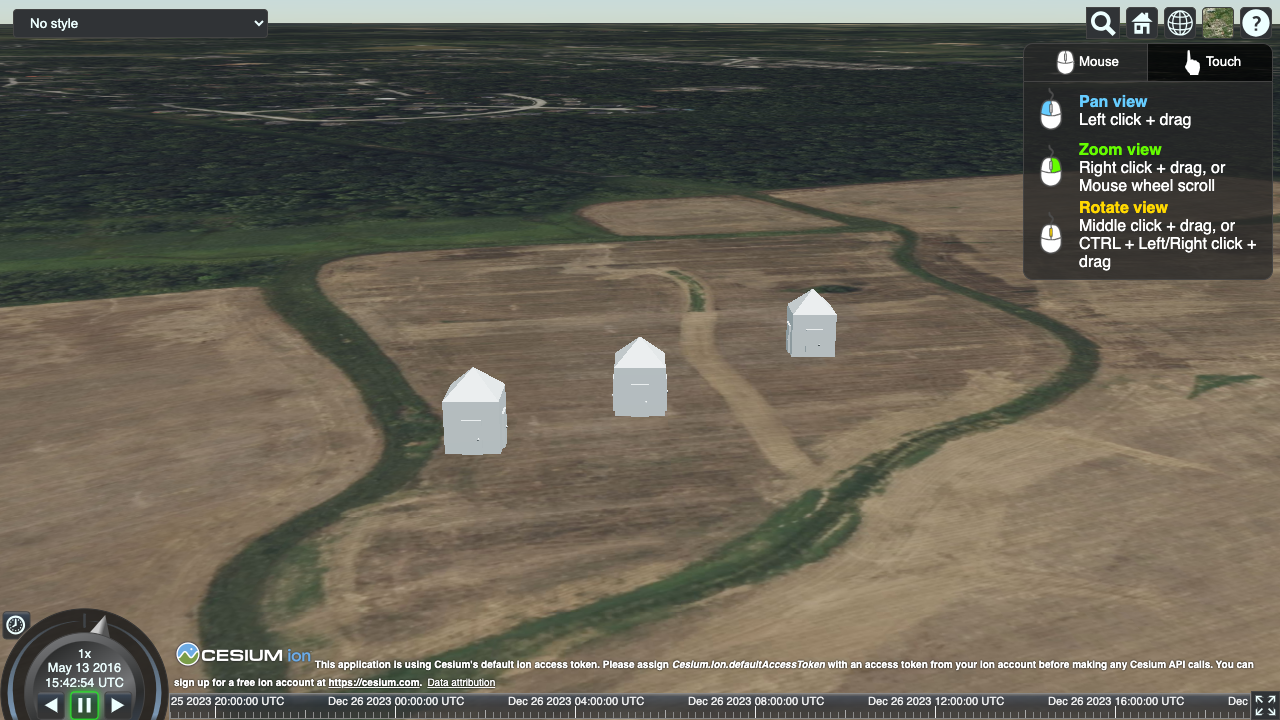 No style
Mouse
Touch
Pan view
Left click + drag
Zoom view
Right click + drag, or
Mouse wheel scroll
Rotate view
Middle click + drag, or
CTRL + Left/Right click +
drag
?
1x
May 13 2016
15:42:54 UTC
CESIUM ion This application is using Cesium's default ion access token. Please assign Cesium.Ion.defaultAccessToken with an access token from your ion account before making any Cesium API calls. You can
sign up for a free ion account at https://cesium.com. Data attribution
25 2023 20:00:00 UTC Dec 26 2023 00:00:00 UTC Dec 26 2023 04:00:00 UTC Dec 26 2023 08:00:00 UTC Dec 26 2023 12:00:00 UTC Dec 26 2023 16:00:00 UTC Dec